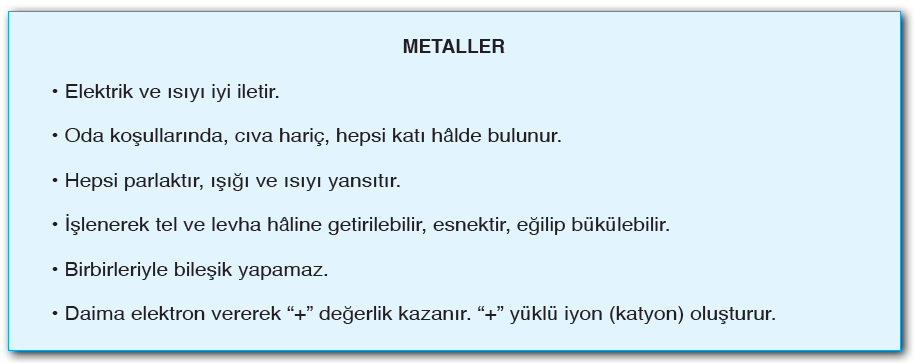 METALLER
• Elektrik ve ısıyı iyi iletir.
• Oda koşullarında, cıva hariç, hepsi katı hâlde bulunur.
• Hepsi parlaktır, ışığı ve ısıyı yansıtır.
• İşlenerek tel ve levha hâline getirilebilir, esnektir, eğilip bükülebilir.
• Birbirleriyle bileşik yapamaz.
• Daima elektron vererek “+” değerlik kazanır. “+” yüklü iyon (katyon) oluşturur.